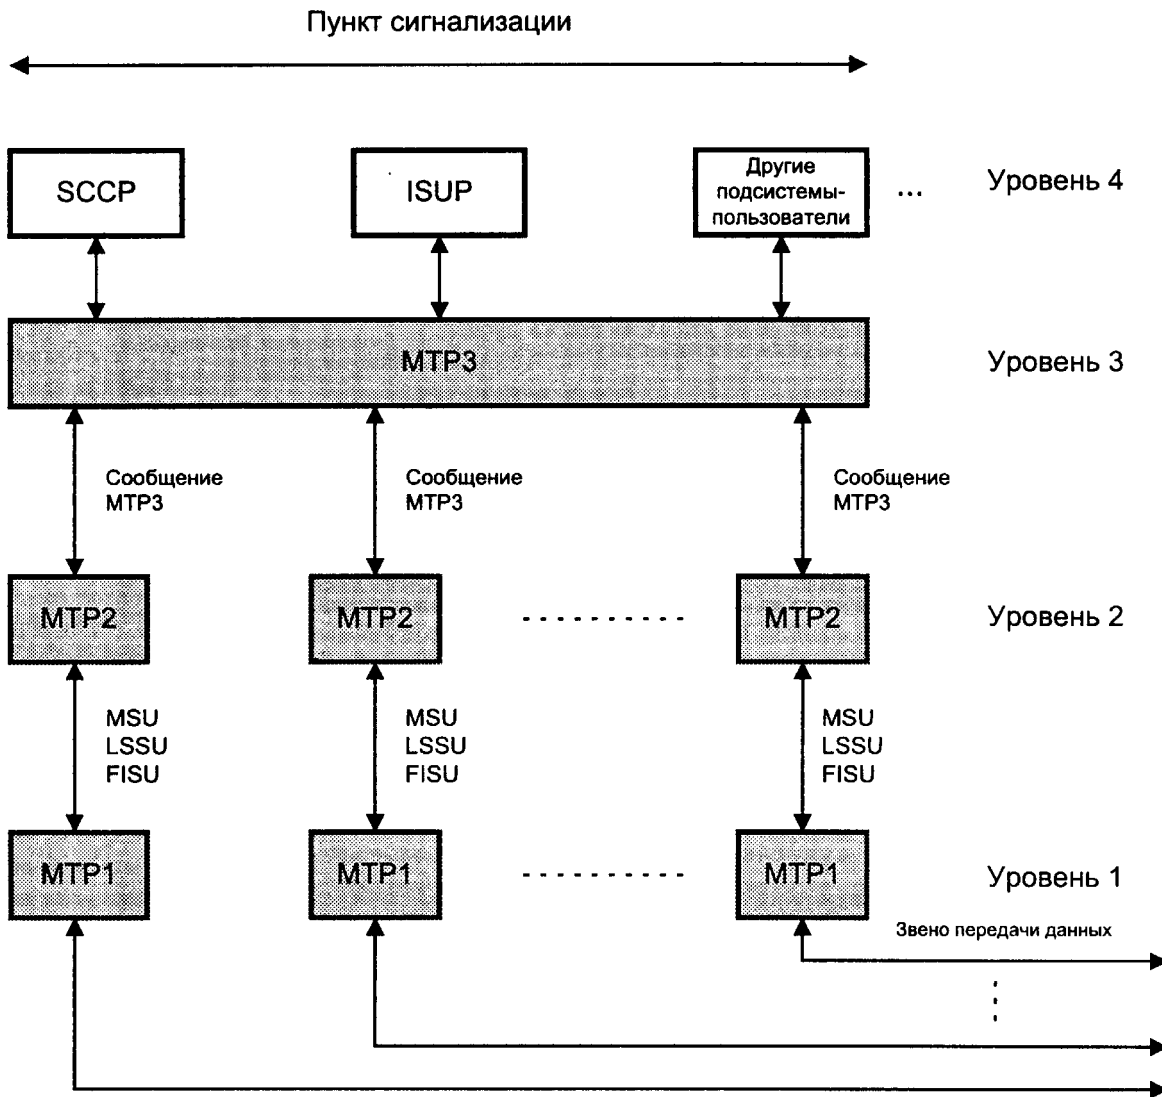 Пункт сигнализации
SCCP
ISUP
Другие
подсистемы-
пользователи
...
Уровень 4
MTP3
Уровень 3
Сообщение
MTP3
Сообщение
MTP3
Сообщение
MTP3
MTP2
MTP2
MTP2
Уровень 2
MSU
LSSU
FISU
MSU
LSSU
FISU
MSU
LSSU
FISU
MTP1
MTP1
MTP1
Уровень 1
Звено передачи данных